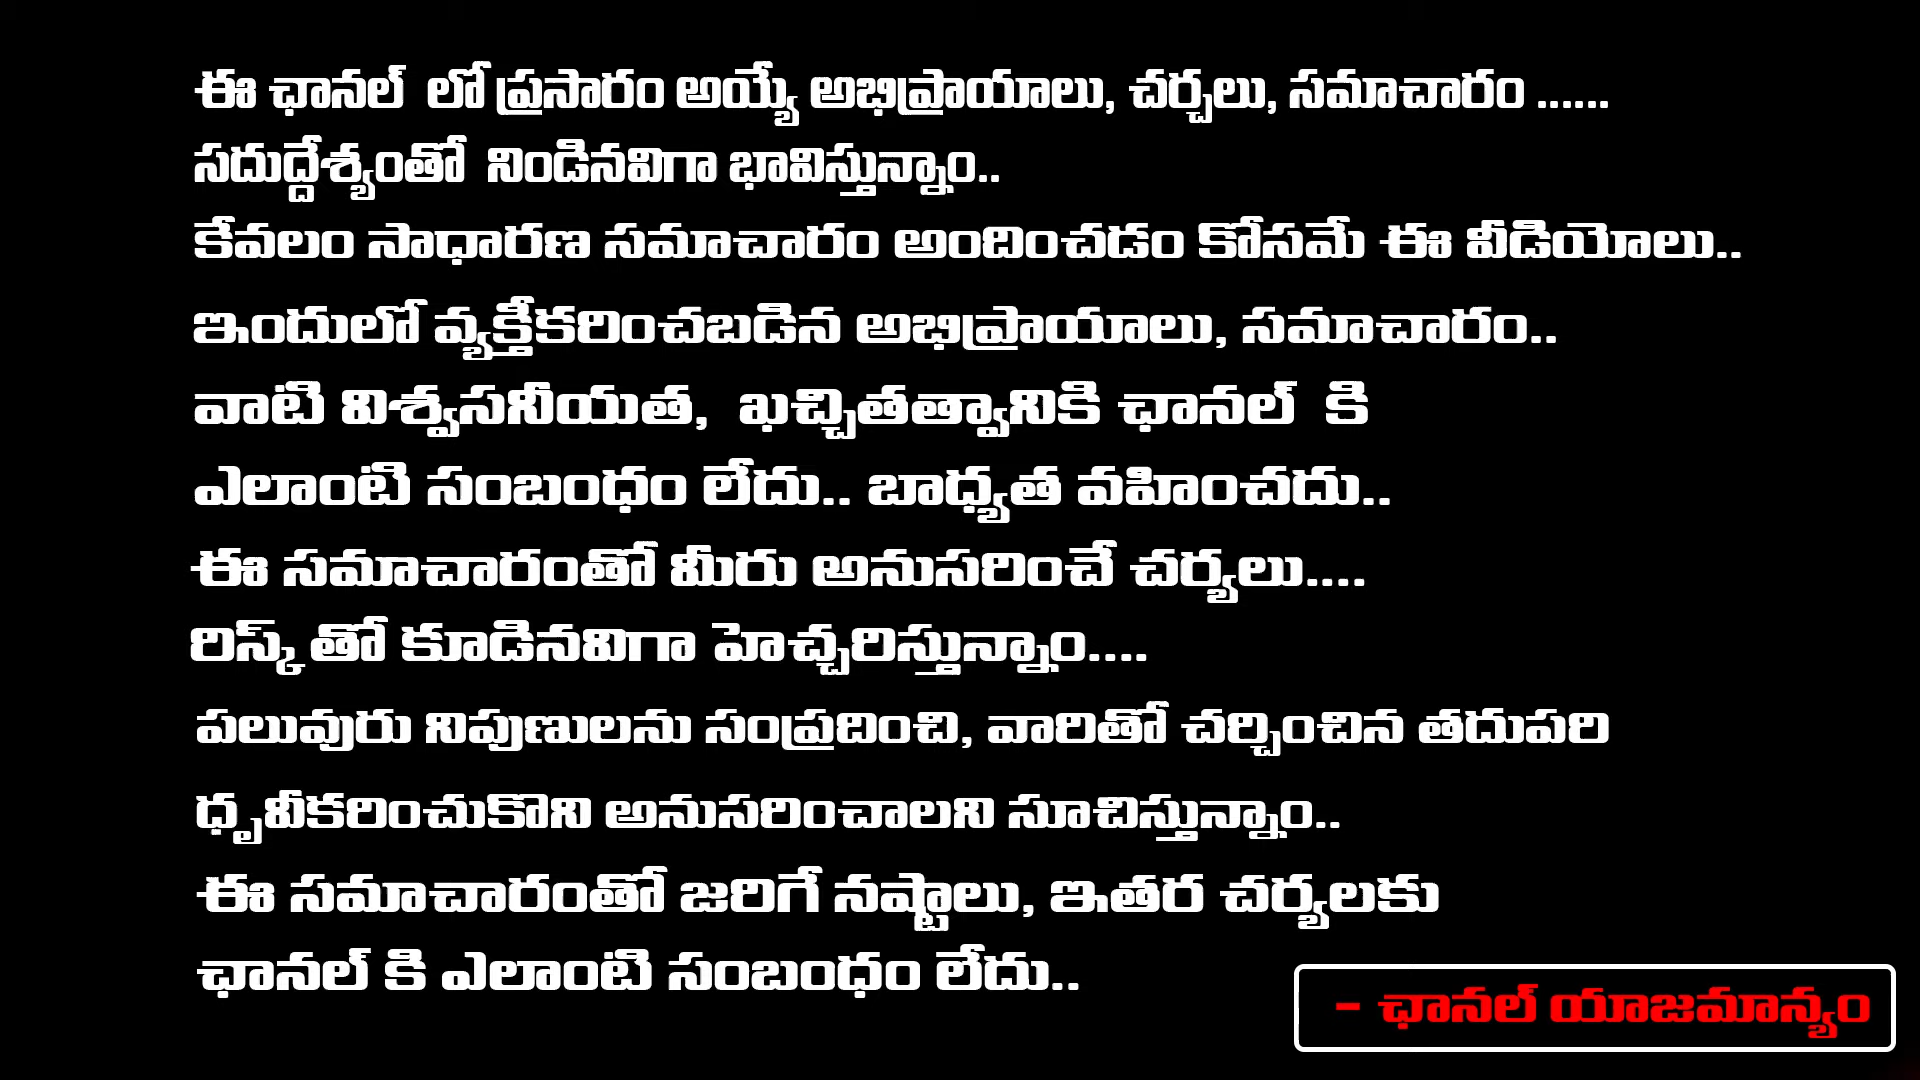 ఈ ఛానల్ లో ప్రసారం అయ్యే అభిప్రాయాలు, చర్చలు, సమాచారం ......
సదుద్దేశ్యంతో నిండినవిగా భావిస్తున్నాం..
కేవలం సాధారణ సమాచారం అందించడం కోసమే ఈ వీడియోలు..
ఇందులో వ్యక్తీకరించబడిన అభిప్రాయాలు, సమాచారం..
వాటి విశ్వసనీయత, ఖచ్చితత్వానికి ఛానల్ కి
ఎలాంటి సంబంధం లేదు.. బాధ్యత వహించదు..
ఈ సమాచారంతో మీరు అనుసరించే చర్యలు....
రిస్క్ తో కూడినవిగా హెచ్చరిస్తున్నాం....
పలువురు నిపుణులను సంప్రదించి, వారితో చర్చించిన తదుపరి
ధృవీకరించుకొని అనుసరించాలని సూచిస్తున్నాం..
ఈ సమాచారంతో జరిగే నష్టాలు, ఇతర చర్యలకు
ఛానల్ కి ఎలాంటి సంబంధం లేదు..
- ఛానల్ యాజమాన్యం